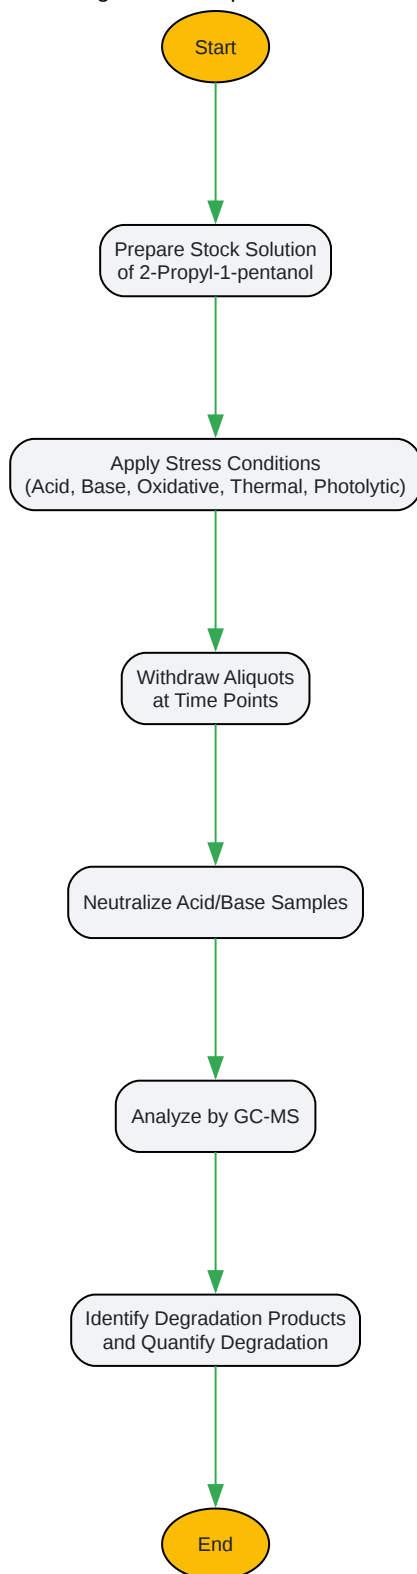 Start
Prepare Stock Solution
of 2-Propyl-1-pentanol
Apply Stress Conditions
(Acid, Base, Oxidative, Thermal, Photolytic)
Withdraw Aliquots
at Time Points
Neutralize Acid/Base Samples
Analyze by GC-MS
Identify Degradation Products
and Quantify Degradation
End